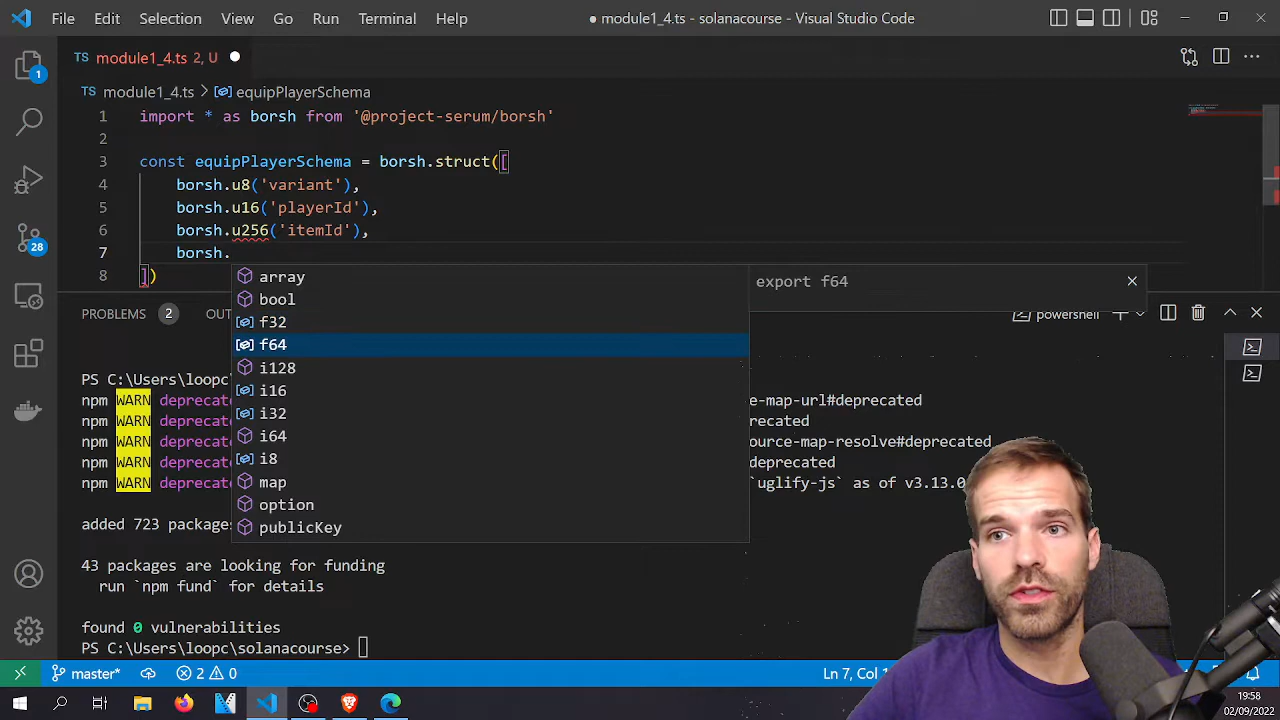 File Edit Selection View Go Run Terminal Help
● module1_4.ts - solanacourse - Visual Studio Code
1
TS module1_4.ts 2, U
TS module1_4.ts > equipPlayerSchema
1 import * as borsh from '@project-serum/borsh'
2
3 const equipPlayerSchema = borsh.struct([
4 borsh.u8('variant'),
5 borsh.u16('playerId'),
6 borsh.u256('itemId'),
7 borsh.
8 ])
28
array
bool
f32
f64
i128
i16
i32
i64
i8
map
option
publicKey
export f64
PROBLEMS 2 OUT
powershell
PS C:\Users\loopc\
npm WARN deprecate
e-map-url#deprecated
npm WARN deprecate
recated
npm WARN deprecate
ource-map-resolve#deprecated
npm WARN deprecate
deprecated
npm WARN deprecate
`uglify-js` as of v3.13.0
added 723 packages
43 packages are looking for funding
run `npm fund` for details
found 0 vulnerabilities
PS C:\Users\loopc\solanacourse>
master* 2 0
Ln 7, Col 1
19:58
02/09/2022